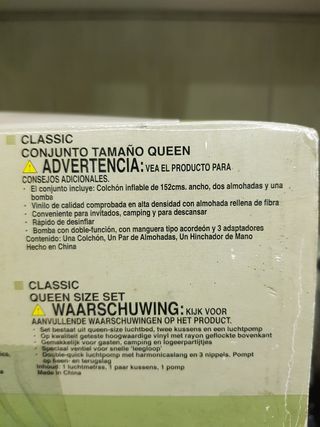 CLASSIC
CONJUNTO TAMAÑO QUEEN
ADVERTENCIA: VEA EL PRODUCTO PARA
CONSEJOS ADICIONALES.
· El conjunto incluye: Colchón inflable de 152cms. ancho, dos almohadas y una
bomba
· Vinilo de calidad comprobada en alta densidad con almohada rellena de fibra
· Conveniente para invitados, camping y para descansar
· Rápido de desinflar
· Bomba con doble-función, con manguera tipo acordeón y 3 adaptadores
Contenido: Una Colchón, Un Par de Almohadas, Un Hinchador de Mano
Hecho en China
CLASSIC
QUEEN SIZE SET
WAARSCHUWING: KIJK VOOR
AANVULLENDE WAARSCHUWINGEN OP HET PRODUCT.
· Set bestaat uit queen-size luchtbed, twee kussens en een luchtpomp
· Op kwaliteit geteste hoogwaardige vinyl met rayon geflockte bovenkant
· Gemakkelijk voor gasten, camping en logeerpartijtjes
· Speciaal ventiel voor snelle 'leegloop'
· Double-quick luchtpomp met harmonicaslang en 3 nippels. Pompt
op heen- en terugslag
Inhoud: 1 luchtmatras, 1 paar kussens, 1 pomp
Made in China